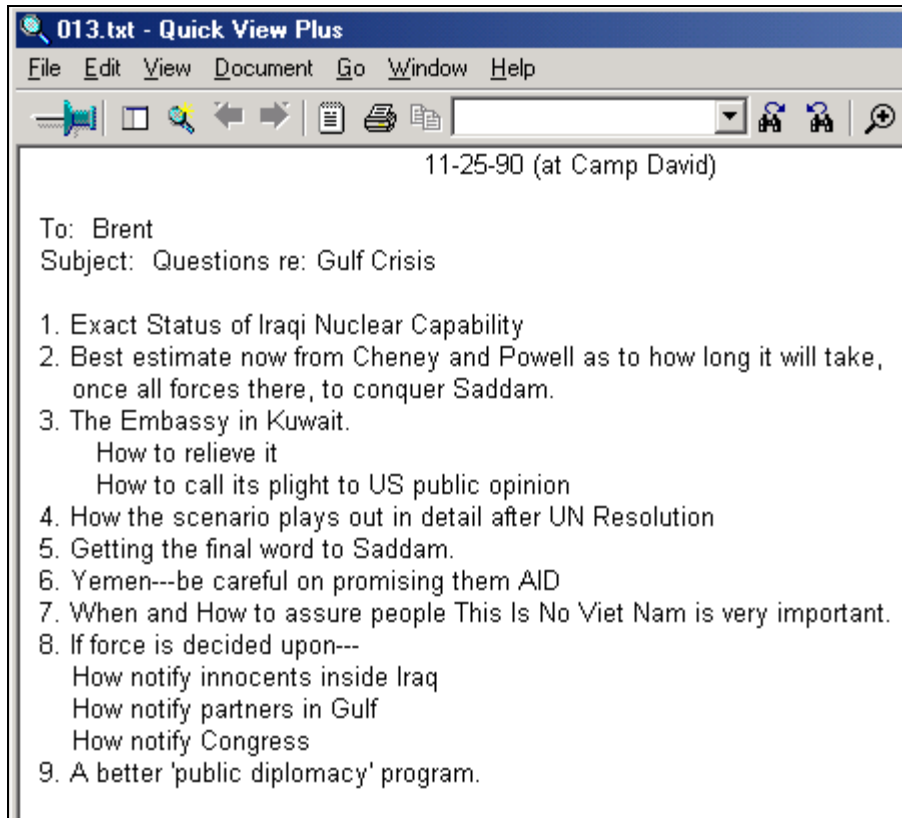 013.txt - Quick View Plus
File Edit View Document Go Window Help
11-25-90 (at Camp David)
To: Brent
Subject: Questions re: Gulf Crisis
1. Exact Status of Iraqi Nuclear Capability
2. Best estimate now from Cheney and Powell as to how long it will take,
once all forces there, to conquer Saddam.
3. The Embassy in Kuwait.
How to relieve it
How to call its plight to US public opinion
4. How the scenario plays out in detail after UN Resolution
5. Getting the final word to Saddam.
6. Yemen---be careful on promising them AID
7. When and How to assure people This Is No Viet Nam is very important.
8. If force is decided upon---
How notify innocents inside Iraq
How notify partners in Gulf
How notify Congress
9. A better 'public diplomacy' program.